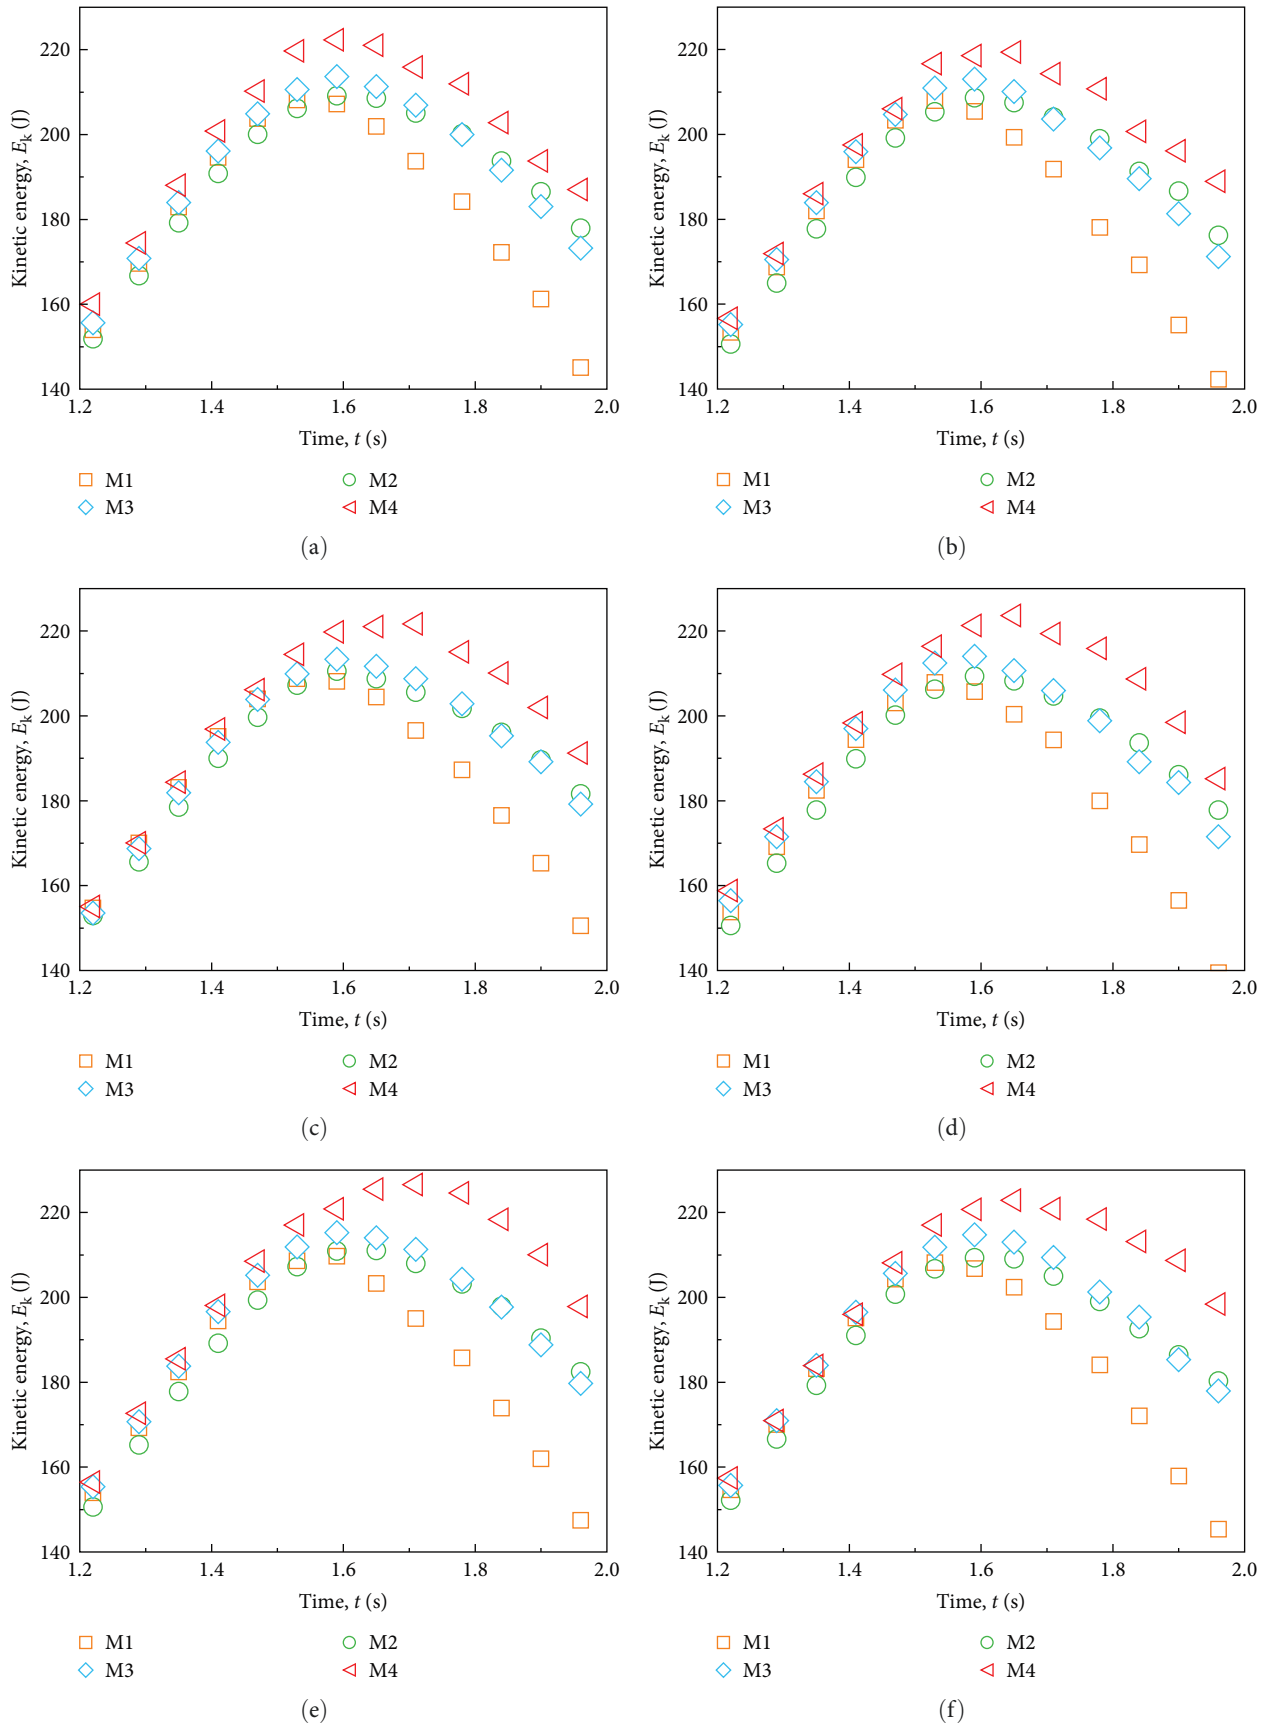 220
200
180
160
140
Kinetic energy, Ek (J)
1.2 1.4 1.6 1.8 2.0
Time, t (s)
M1 M2
M3 M4
(a)
220
200
180
160
140
Kinetic energy, Ek (J)
1.2 1.4 1.6 1.8 2.0
Time, t (s)
M1 M2
M3 M4
(b)
220
200
180
160
140
Kinetic energy, Ek (J)
1.2 1.4 1.6 1.8 2.0
Time, t (s)
M1 M2
M3 M4
(c)
220
200
180
160
140
Kinetic energy, Ek (J)
1.2 1.4 1.6 1.8 2.0
Time, t (s)
M1 M2
M3 M4
(d)
220
200
180
160
140
Kinetic energy, Ek (J)
1.2 1.4 1.6 1.8 2.0
Time, t (s)
M1 M2
M3 M4
(e)
220
200
180
160
140
Kinetic energy, Ek (J)
1.2 1.4 1.6 1.8 2.0
Time, t (s)
M1 M2
M3 M4
(f)